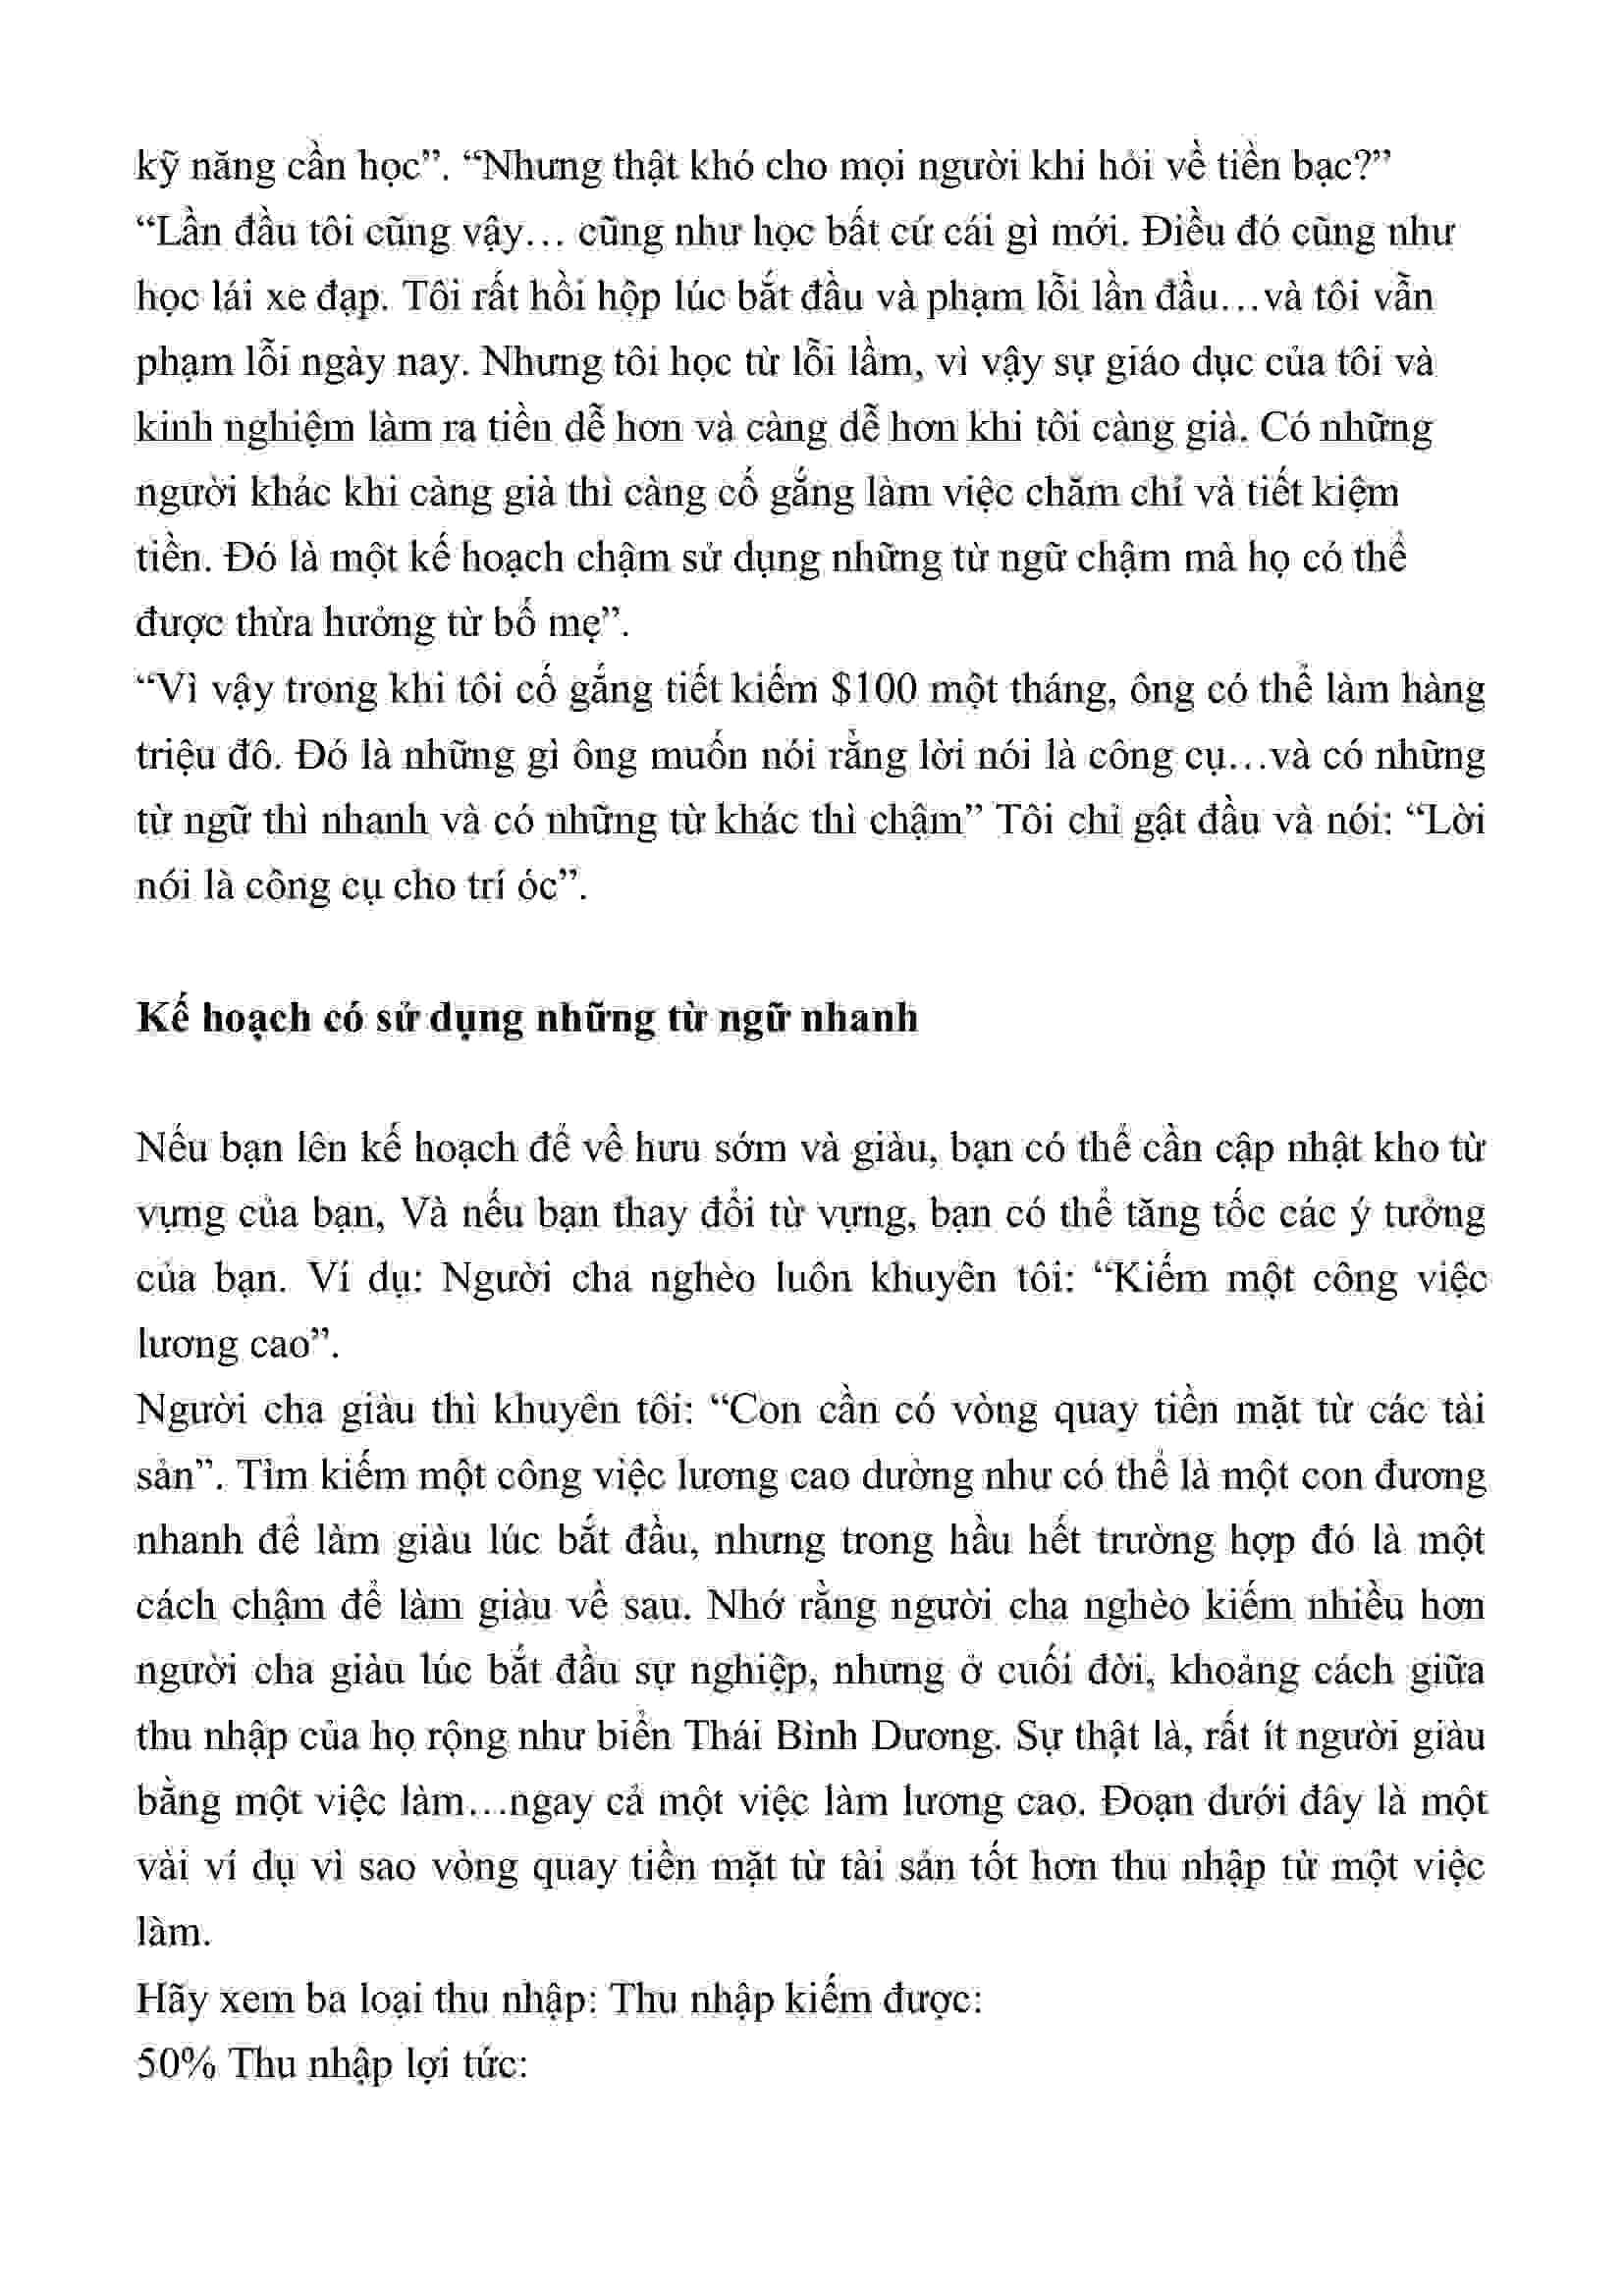 kỹ năng cần học”. “Nhưng thật khó cho mọi người khi hỏi về tiền bạc?”
“Lần đầu tôi cũng vậy… cũng như học bất cứ cái gì mới. Điều đó cũng như
học lái xe đạp. Tôi rất hồi hộp lúc bắt đầu và phạm lỗi lần đầu…và tôi vẫn
phạm lỗi ngày nay. Nhưng tôi học từ lỗi lầm, vì vậy sự giáo dục của tôi và
kinh nghiệm làm ra tiền dễ hơn và càng dễ hơn khi tôi càng già. Có những
người khác khi càng già thì càng cố gắng làm việc chăm chỉ và tiết kiệm
tiền. Đó là một kế hoạch chậm sử dụng những từ ngữ chậm mà họ có thể
được thừa hưởng từ bố mẹ”.
“Vì vậy trong khi tôi cố gắng tiết kiếm $100 một tháng, ông có thể làm hàng
triệu đô. Đó là những gì ông muốn nói rằng lời nói là công cụ…và có những
từ ngữ thì nhanh và có những từ khác thì chậm” Tôi chỉ gật đầu và nói: “Lời
nói là công cụ cho trí óc”.
Kế hoạch có sử dụng những từ ngữ nhanh
Nếu bạn lên kế hoạch để về hưu sớm và giàu, bạn có thể cần cập nhật kho từ
vựng của bạn, Và nếu bạn thay đổi từ vựng, bạn có thể tăng tốc các ý tưởng
của bạn. Ví dụ: Người cha nghèo luôn khuyên tôi: “Kiếm một công việc
lương cao”.
Người cha giàu thì khuyên tôi: “Con cần có vòng quay tiền mặt từ các tài
sản”. Tìm kiếm một công việc lương cao dường như có thể là một con đương
nhanh để làm giàu lúc bắt đầu, nhưng trong hầu hết trường hợp đó là một
cách chậm để làm giàu về sau. Nhớ rằng người cha nghèo kiếm nhiều hơn
người cha giàu lúc bắt đầu sự nghiệp, nhưng ở cuối đời, khoảng cách giữa
thu nhập của họ rộng như biển Thái Bình Dương. Sự thật là, rất ít người giàu
bằng một việc làm…ngay cả một việc làm lương cao. Đoạn dưới đây là một
vài ví dụ vì sao vòng quay tiền mặt từ tài sản tốt hơn thu nhập từ một việc
làm.
Hãy xem ba loại thu nhập: Thu nhập kiếm được:
50% Thu nhập lợi tức: